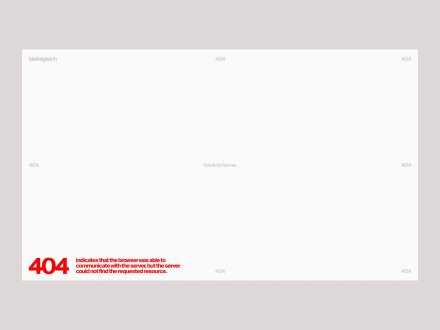 bleibtgleich 404 404
404 back to home 404
404 indicates that the browser was able to
communicate with the server, but the server
could not find the requested resource.
404 404